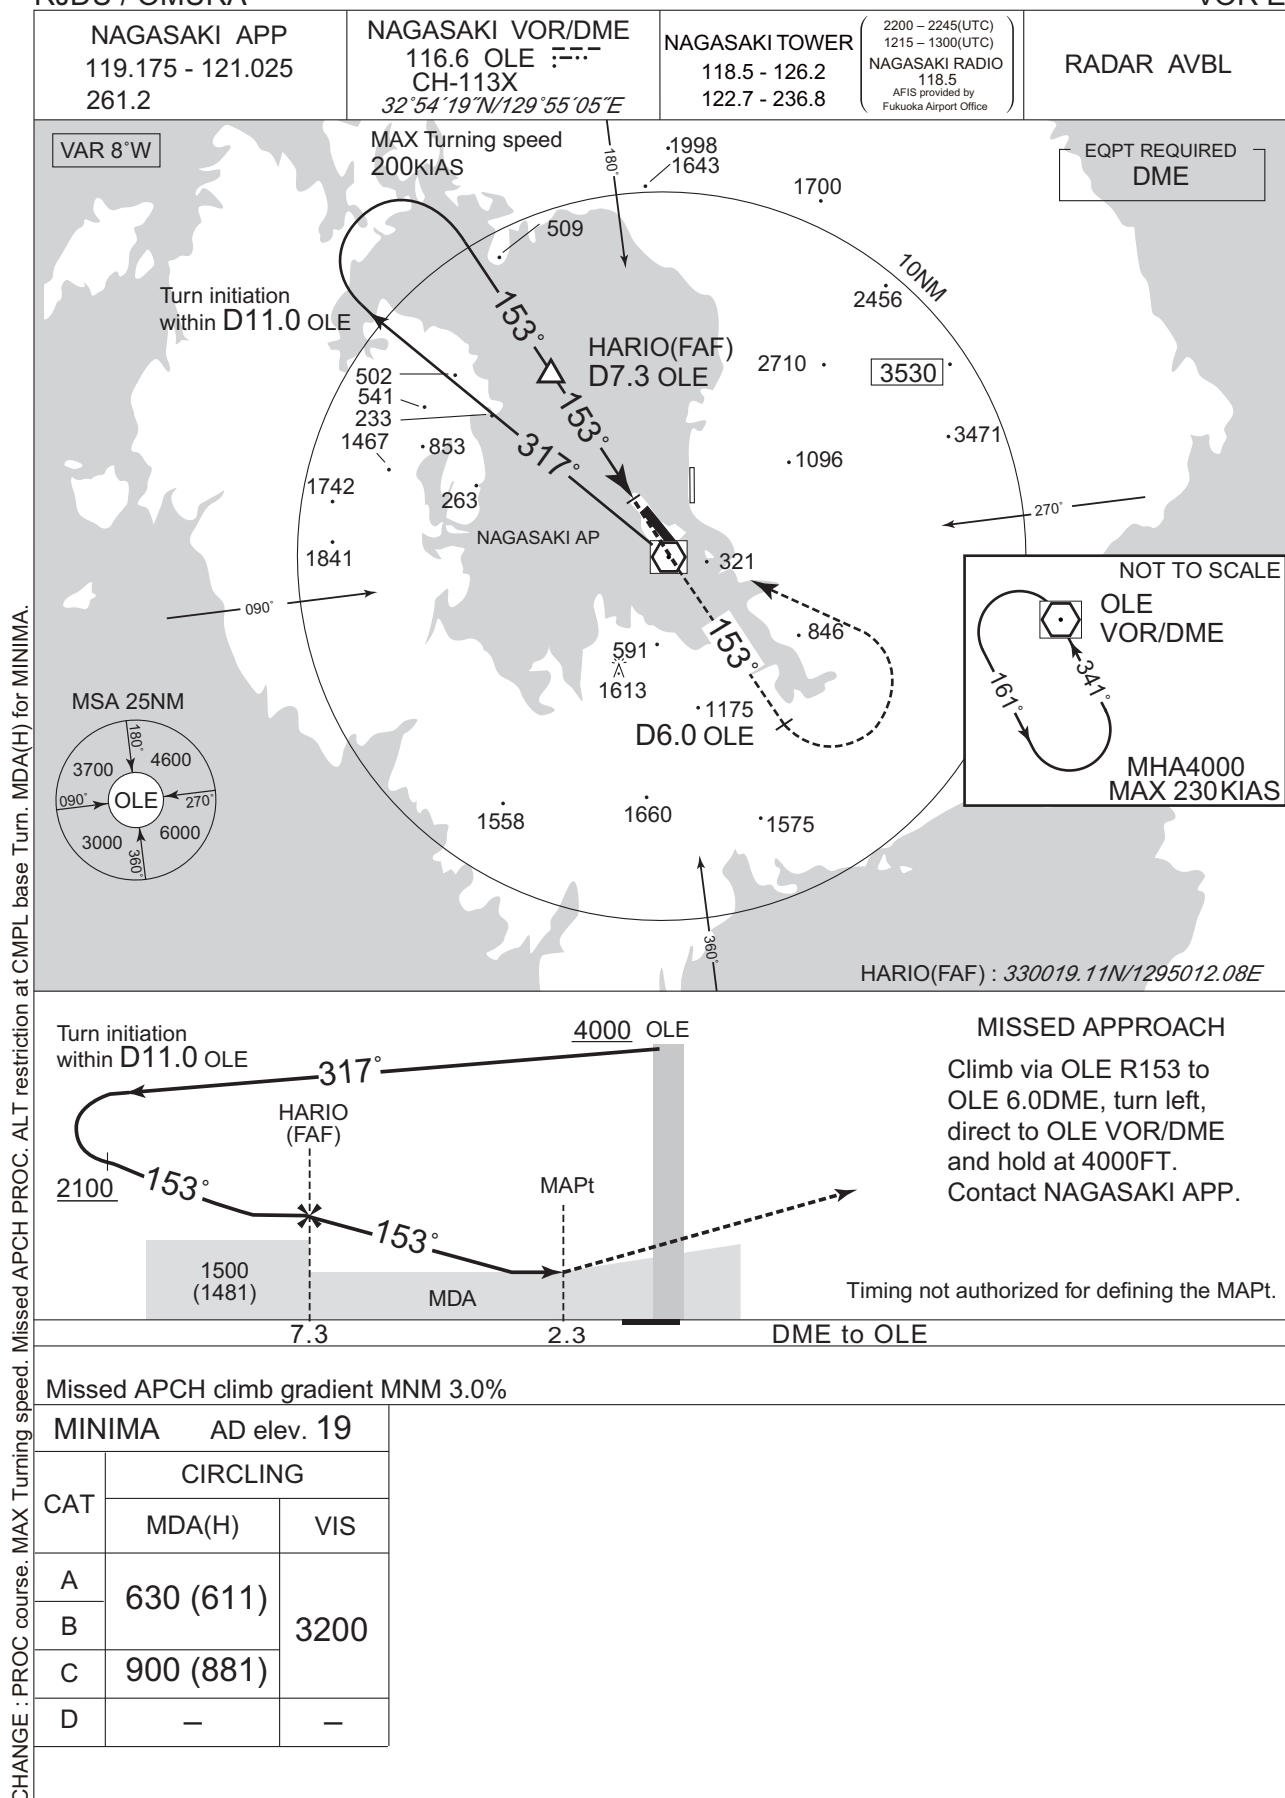 NAGASAKI APP
119.175 - 121.025
261.2
NAGASAKI VOR/DME
116.6 OLE
CH-113X
32°54´19˝N/129˚55´05˝E
NAGASAKI TOWER
118.5 - 126.2
122.7 - 236.8
2200 – 2245(UTC)
1215 – 1300(UTC)
NAGASAKI RADIO
118.5
AFIS provided by
Fukuoka Airport Office
RADAR AVBL
VAR 8˚W
MAX Turning speed
200KIAS
180˚
1998
1643
1700
EQPT REQUIRED
DME
509
10NM
2456
Turn initiation
within D11.0 OLE
153˚
HARIO(FAF)
D7.3 OLE
2710
3530
502
541
233
1467
853
153˚
317˚
3471
1096
1742
263
270˚
NAGASAKI AP
1841
321
090˚
846
153˚
591
1613
1175
D6.0 OLE
NOT TO SCALE
OLE
VOR/DME
161˚
341˚
MHA4000
MAX 230KIAS
MSA 25NM
180˚
3700
4600
090˚
OLE
270˚
3000
6000
360˚
1558
1660
1575
360˚
HARIO(FAF) : 330019.11N/1295012.08E
Turn initiation
within D11.0 OLE
4000 OLE
317˚
HARIO
(FAF)
2100
153˚
153˚
MAPt
1500
(1481)
MDA
7.3
2.3
DME to OLE
MISSED APPROACH
Climb via OLE R153 to
OLE 6.0DME, turn left,
direct to OLE VOR/DME
and hold at 4000FT.
Contact NAGASAKI APP.
Timing not authorized for defining the MAPt.
Missed APCH climb gradient MNM 3.0%
MINIMA AD elev. 19
CAT
CIRCLING
MDA(H)
VIS
A
630 (611)
B
3200
C
900 (881)
D
–
–
CHANGE : PROC course. MAX Turning speed. Missed APCH PROC. ALT restriction at CMPL base Turn. MDA(H) for MINIMA.